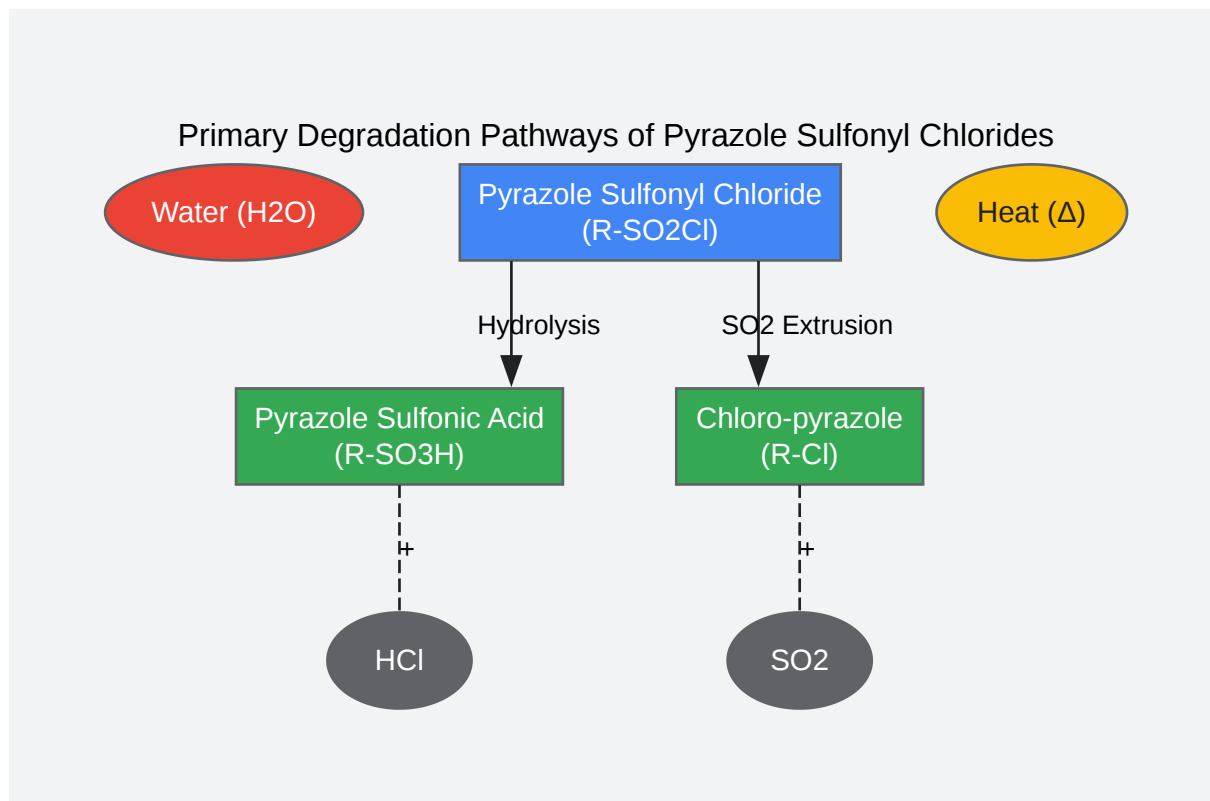 Primary Degradation Pathways of Pyrazole Sulfonyl Chlorides
Water (H2O)
Pyrazole Sulfonyl Chloride
(R-SO2Cl)
Heat (Δ)
Hydrolysis
SO2 Extrusion
Pyrazole Sulfonic Acid
(R-SO3H)
Chloro-pyrazole
(R-Cl)
+
+
HCl
SO2